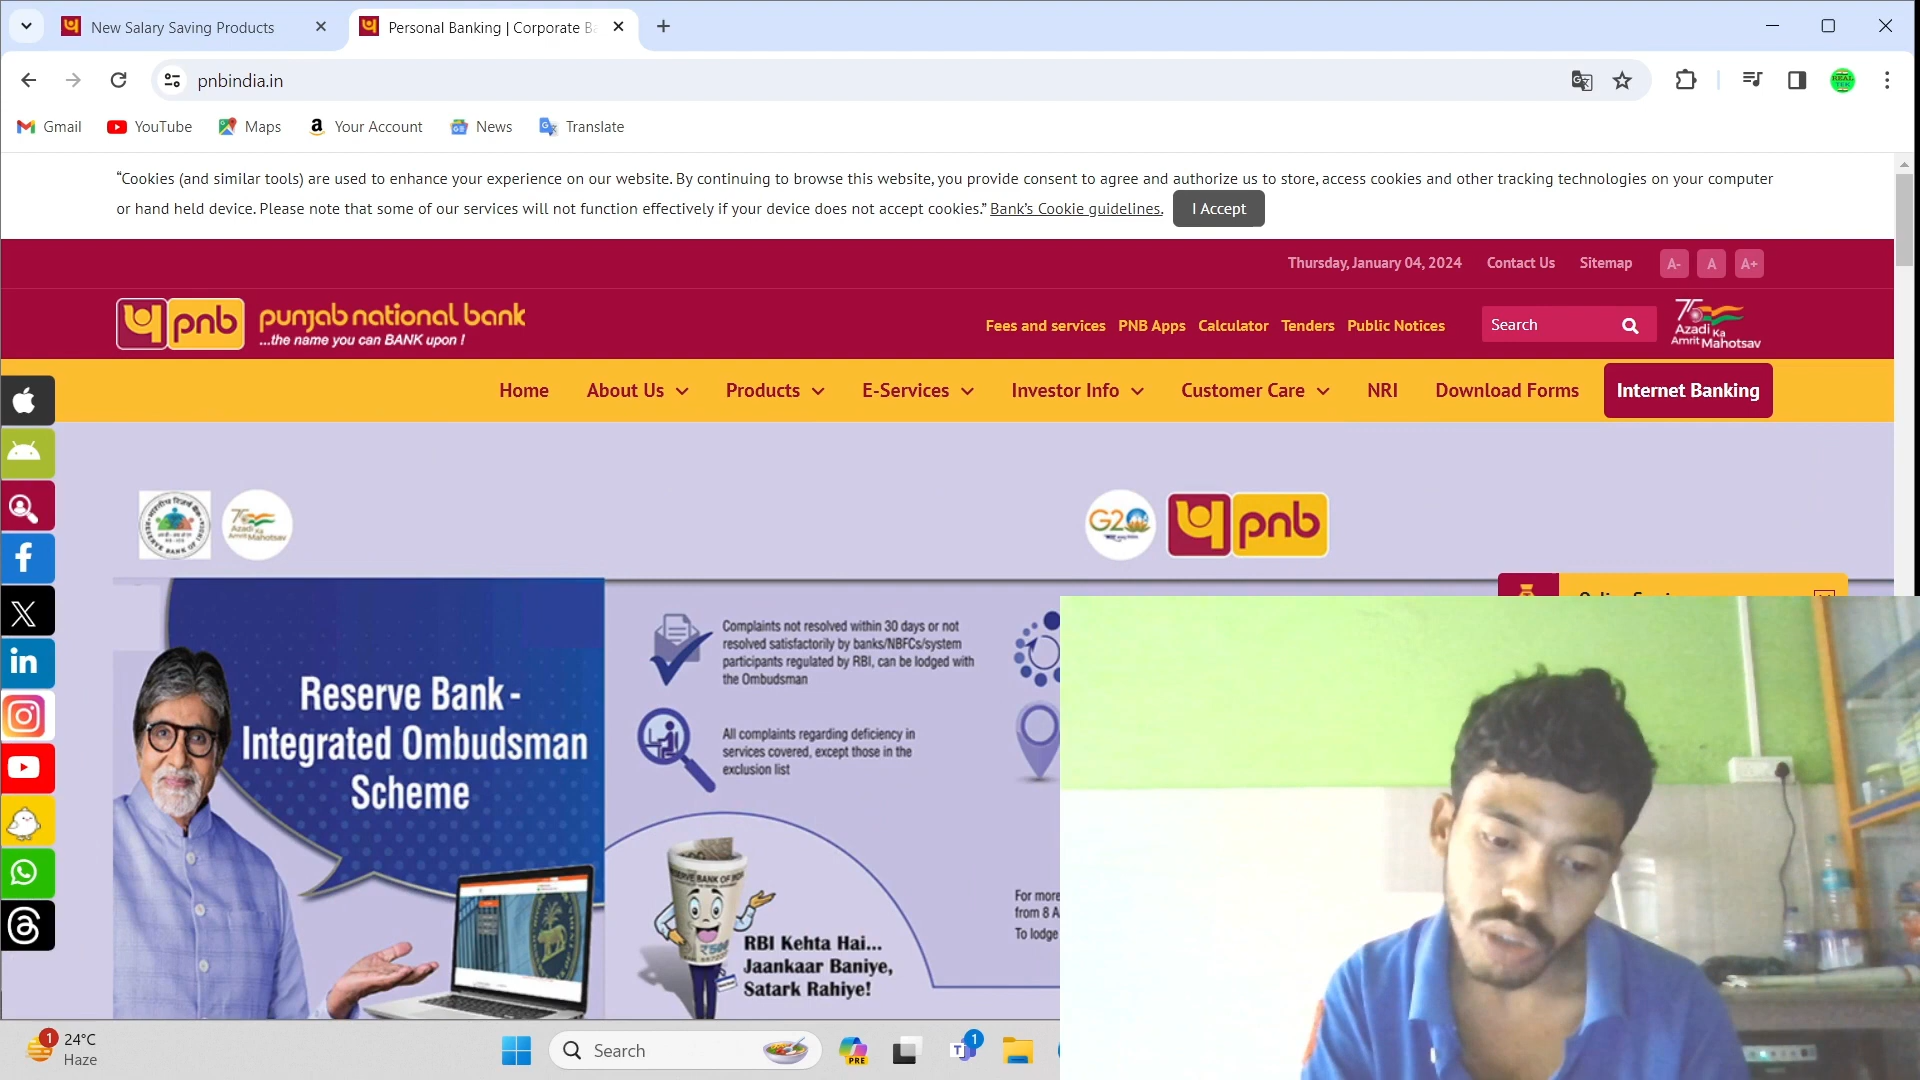 New Salary Saving Products
Personal Banking | Corporate Ba
pnbindia.in
Gmail
YouTube
Maps
Your Account
News
Translate
“Cookies (and similar tools) are used to enhance your experience on our website. By continuing to browse this website, you provide consent to agree and authorize us to store, access cookies and other tracking technologies on your computer
or hand held device. Please note that some of our services will not function effectively if your device does not accept cookies.” Bank’s Cookie guidelines. I Accept
Thursday, January 04, 2024 Contact Us Sitemap A- A A+
प pnb punjab national bank
...the name you can BANK upon !
Fees and services PNB Apps Calculator Tenders Public Notices
Search
Azadi Ka
Amrit Mahotsav
Home About Us Products E-Services Investor Info Customer Care NRI Download Forms Internet Banking
G20
प pnb
Reserve Bank -
Integrated Ombudsman
Scheme
Complaints not resolved within 30 days or not
resolved satisfactorily by banks/NBFCs/system
participants regulated by RBI, can be lodged with
the Ombudsman
All complaints regarding deficiency in
services covered, except those in the
exclusion list
RESERVE BANK OF INDIA
₹500
RBI Kehta Hai...
Jaankaar Baniye,
Satark Rahiye!
For more
from 8 A
To lodge
1
24°C
Haze
Search
PRE
1